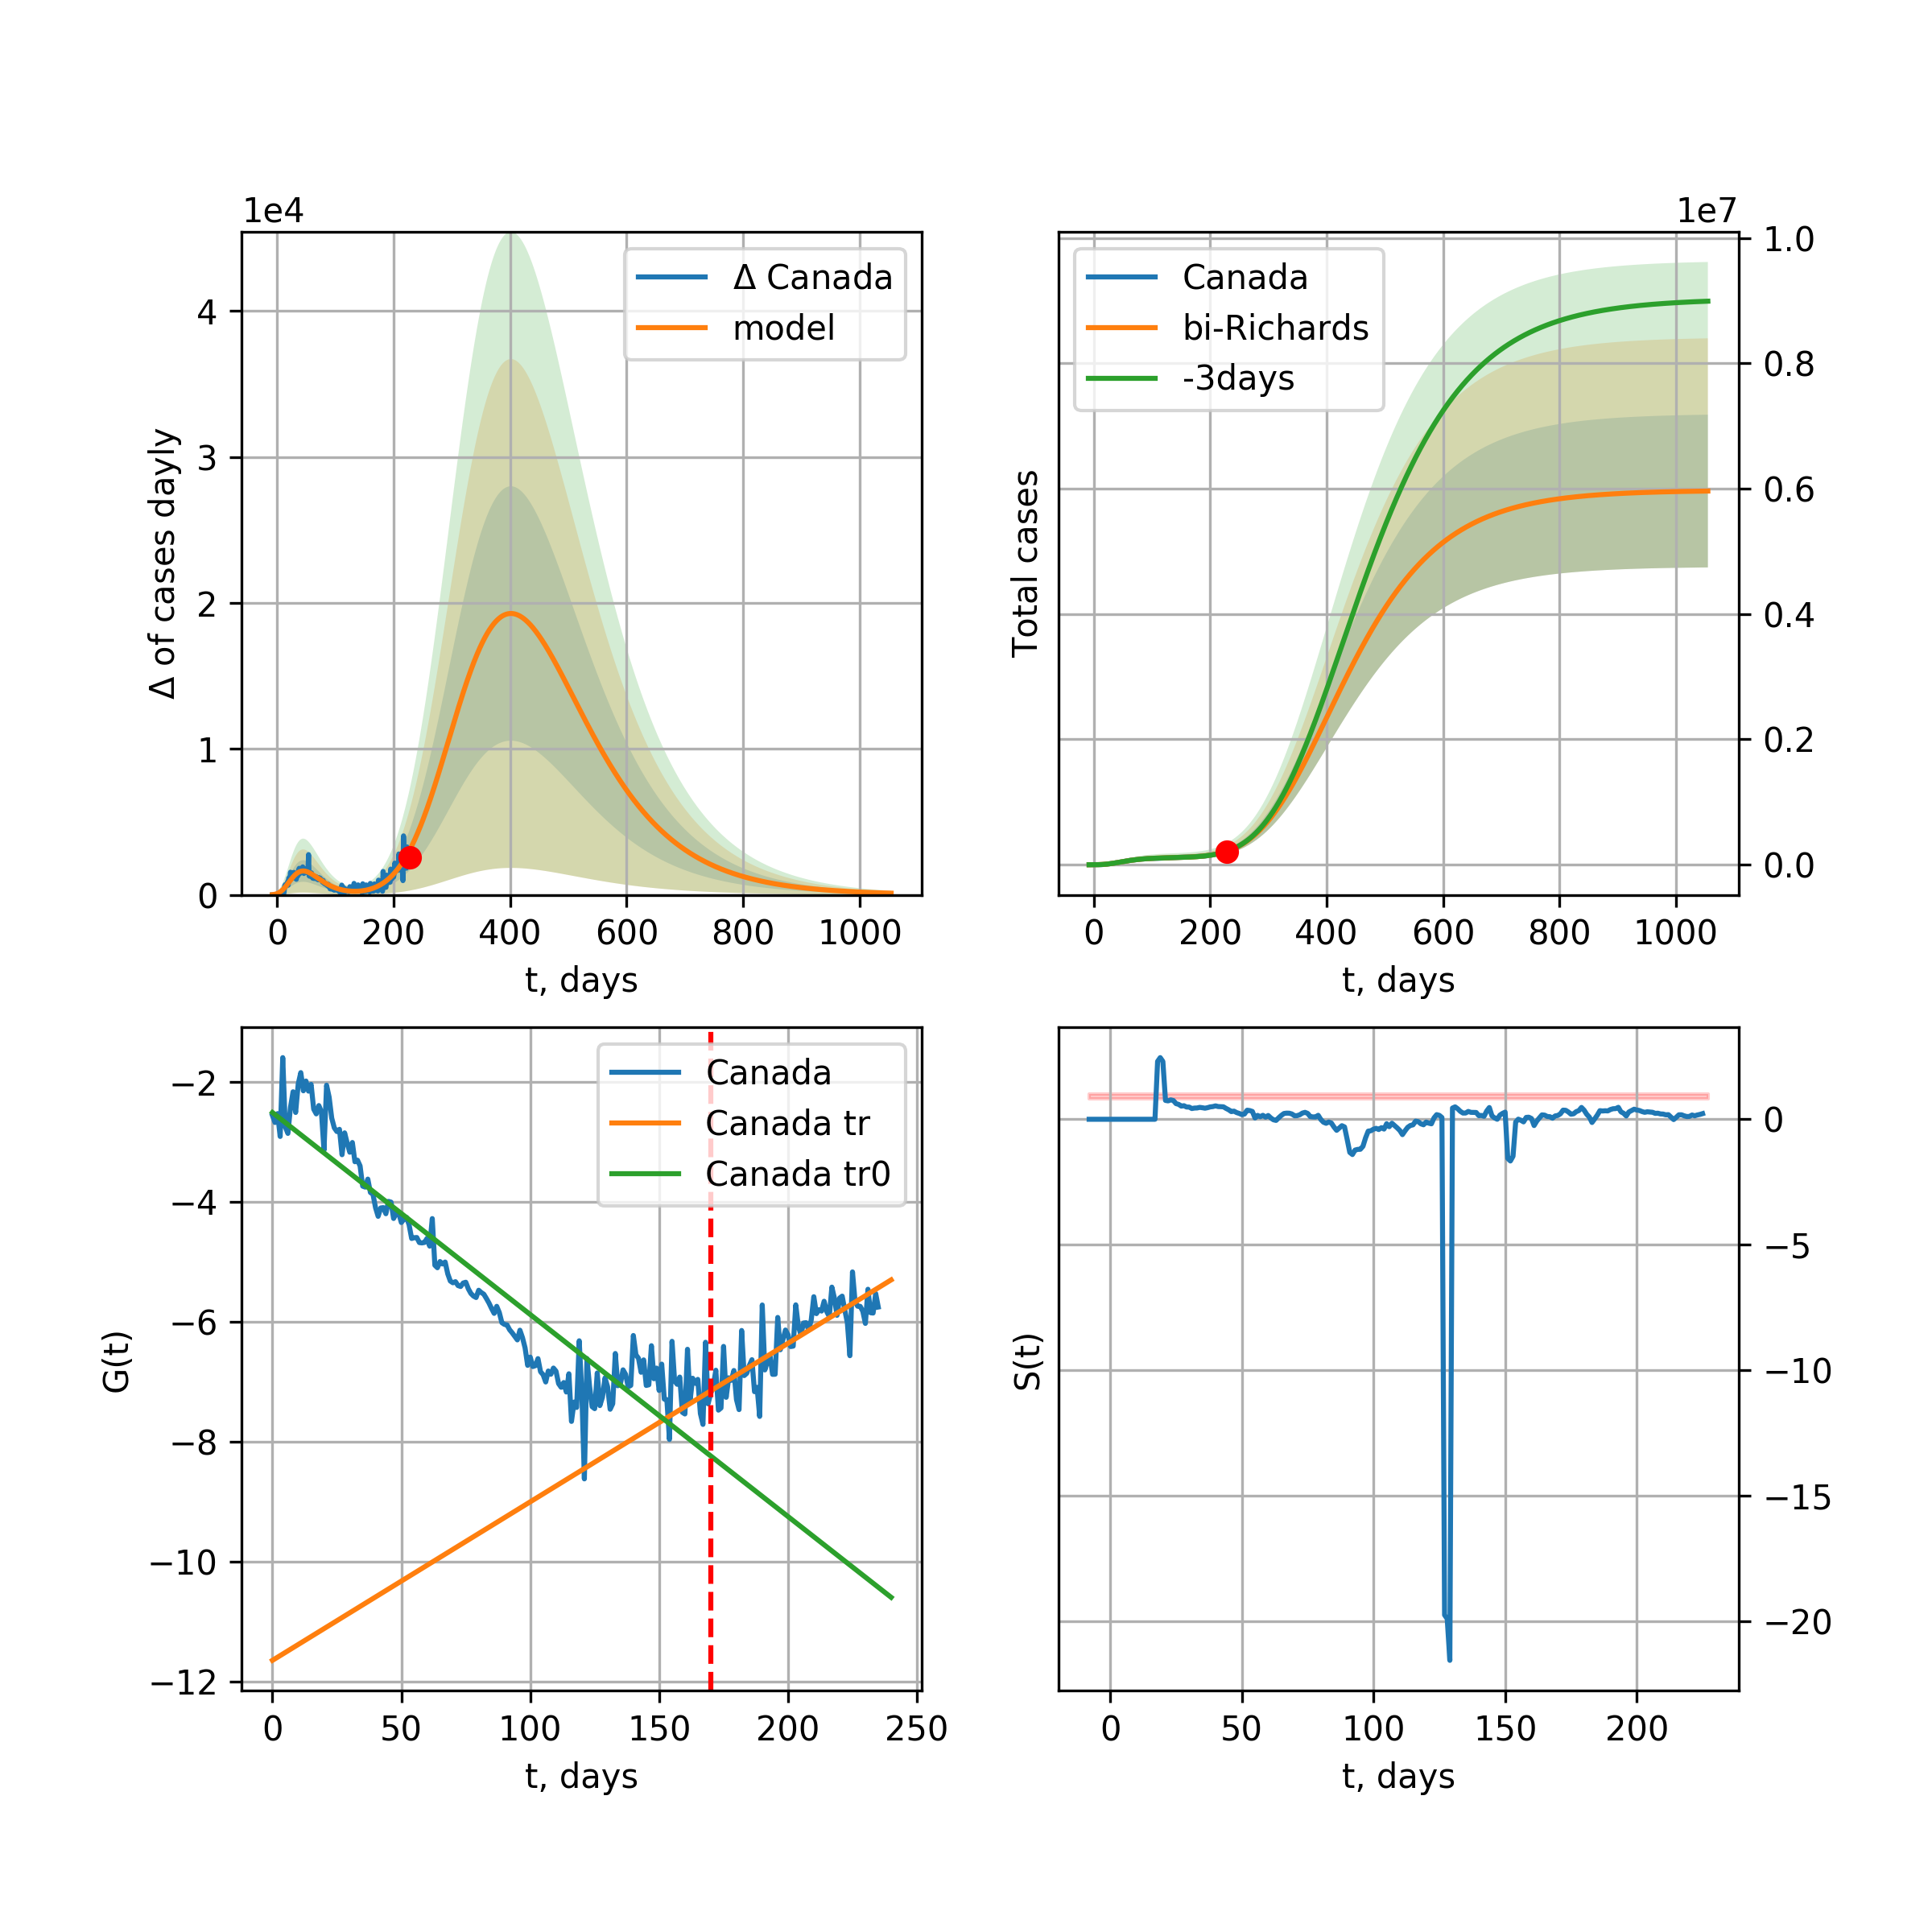 1e4
Δ of cases dayly
4
3
2
1
0
Δ Canada
model
0 200 400 600 800 1000
t, days
1e7
Total cases
Canada
bi-Richards
-3days
1.0
0.8
0.6
0.4
0.2
0.0
0 200 400 600 800 1000
t, days
G(t)
−2
−4
−6
−8
−10
−12
Canada
Canada tr
Canada tr0
0 50 100 150 200 250
t, days
S(t)
0
−5
−10
−15
−20
0 50 100 150 200
t, days